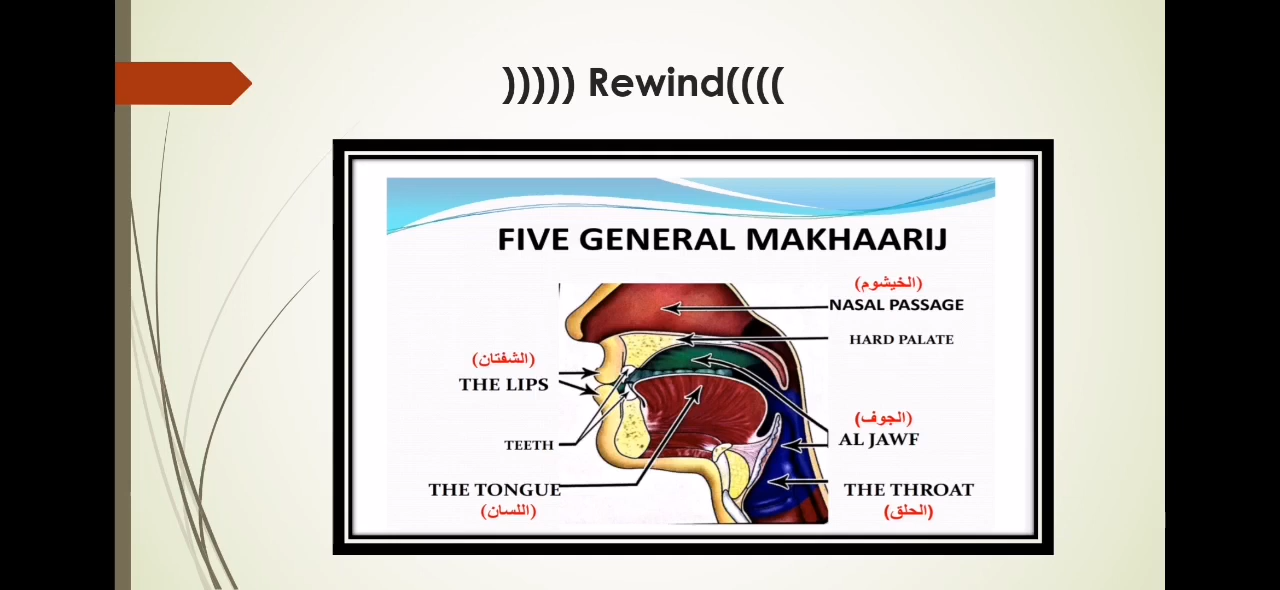 ))))) Rewind((((
FIVE GENERAL MAKHAARIJ
(الخيشوم)
NASAL PASSAGE
HARD PALATE
(الشفتان)
THE LIPS
(الجوف)
AL JAWF
TEETH
THE TONGUE
(اللسان)
THE THROAT
(الحلق)